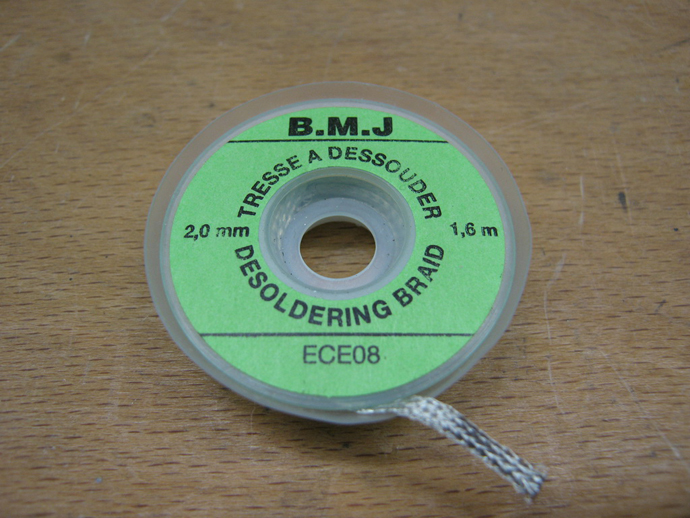 B.M.J
TRESSE A DESSOUDER
2,0 mm
1,6 m
DESOLDERING BRAID
ECE08